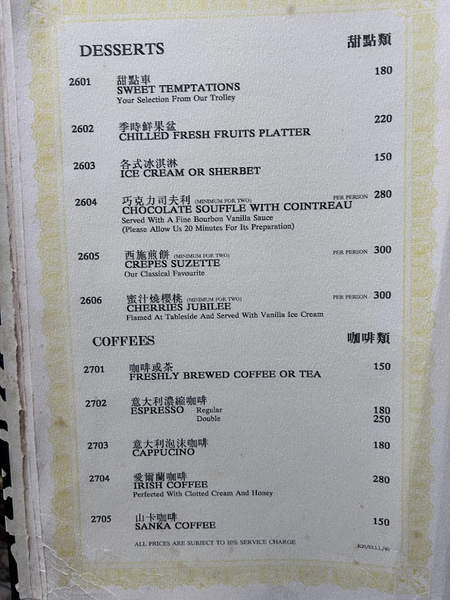 DESSERTS 甜點類
2601 甜點車 180
SWEET TEMPTATIONS
Your Selection From Our Trolley
2602 季時鮮果盆 220
CHILLED FRESH FRUITS PLATTER
2603 各式冰淇淋 150
ICE CREAM OR SHERBET
2604 巧克力司夫利 (MINIMUM FOR TWO) PER PERSON 280
CHOCOLATE SOUFFLE WITH COINTREAU
Served With A Fine Bourbon Vanilla Sauce
(Please Allow Us 20 Minutes For Its Preparation)
2605 西施煎餅 (MINIMUM FOR TWO) PER PERSON 300
CREPES SUZETTE
Our Classical Favourite
2606 蜜汁燒櫻桃 (MINIMUM FOR TWO) PER PERSON 300
CHERRIES JUBILEE
Flamed At Tableside And Served With Vanilla Ice Cream
COFFEES 咖啡類
2701 咖啡或茶 150
FRESHLY BREWED COFFEE OR TEA
2702 意大利濃縮咖啡
ESPRESSO Regular 180
Double 250
2703 意大利泡沫咖啡 180
CAPPUCINO
2704 愛爾蘭咖啡 280
IRISH COFFEE
Perfected With Clotted Cream And Honey
2705 山卡咖啡 150
SANKA COFFEE
ALL PRICES ARE SUBJECT TO 10% SERVICE CHARGE